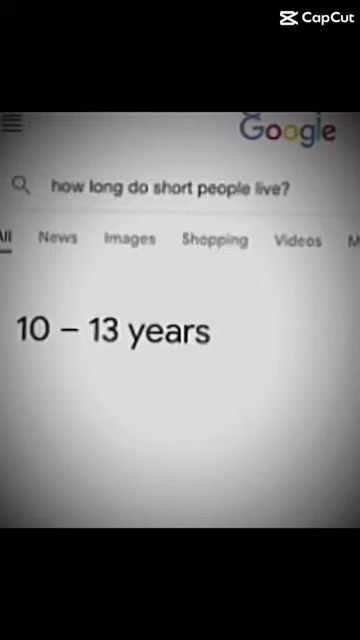 CapCut
Google
how long do short people live?
All News Images Shopping Videos M
10 – 13 years